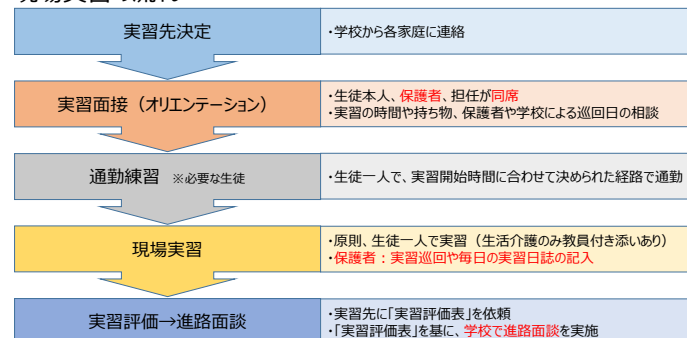 実習先決定
・学校から各家庭に連絡
実習面接（オリエンテーション）
・生徒本人、保護者、担任が同席
・実習の時間や持ち物、保護者や学校による巡回日の相談
通勤練習 ※必要な生徒
・生徒一人で、実習開始時間に合わせて決められた経路で通勤
現場実習
・原則、生徒一人で実習（生活介護のみ教員付き添いあり）
・保護者：実習巡回や毎日の実習日誌の記入
実習評価→進路面談
・実習先に「実習評価表」を依頼
・「実習評価表」を基に、学校で進路面談を実施